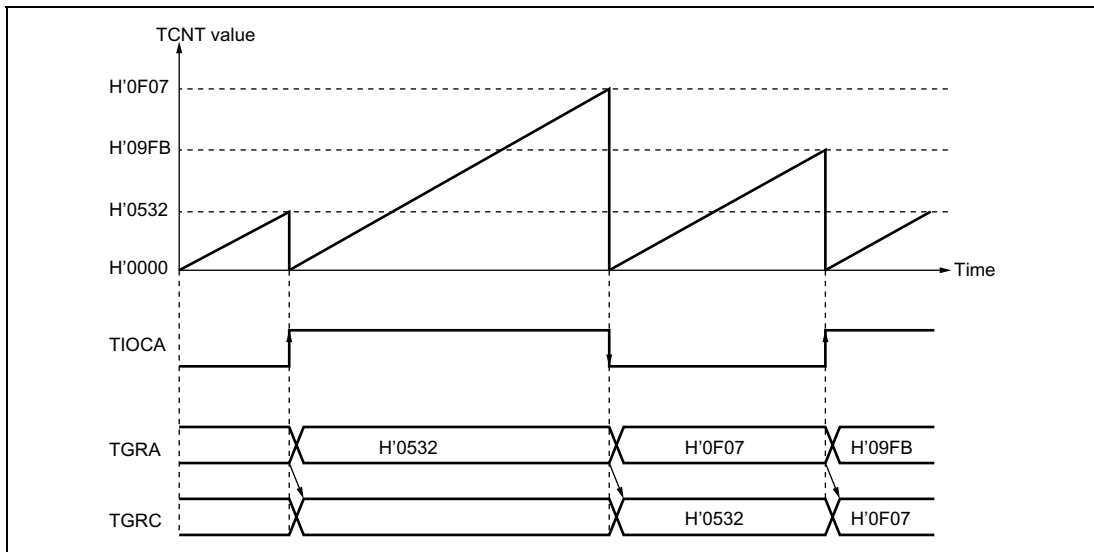 TCNT value
H'0F07
H'09FB
H'0532
H'0000
Time
TIOCA
TGRA
H'0532
H'0F07
H'09FB
TGRC
H'0532
H'0F07